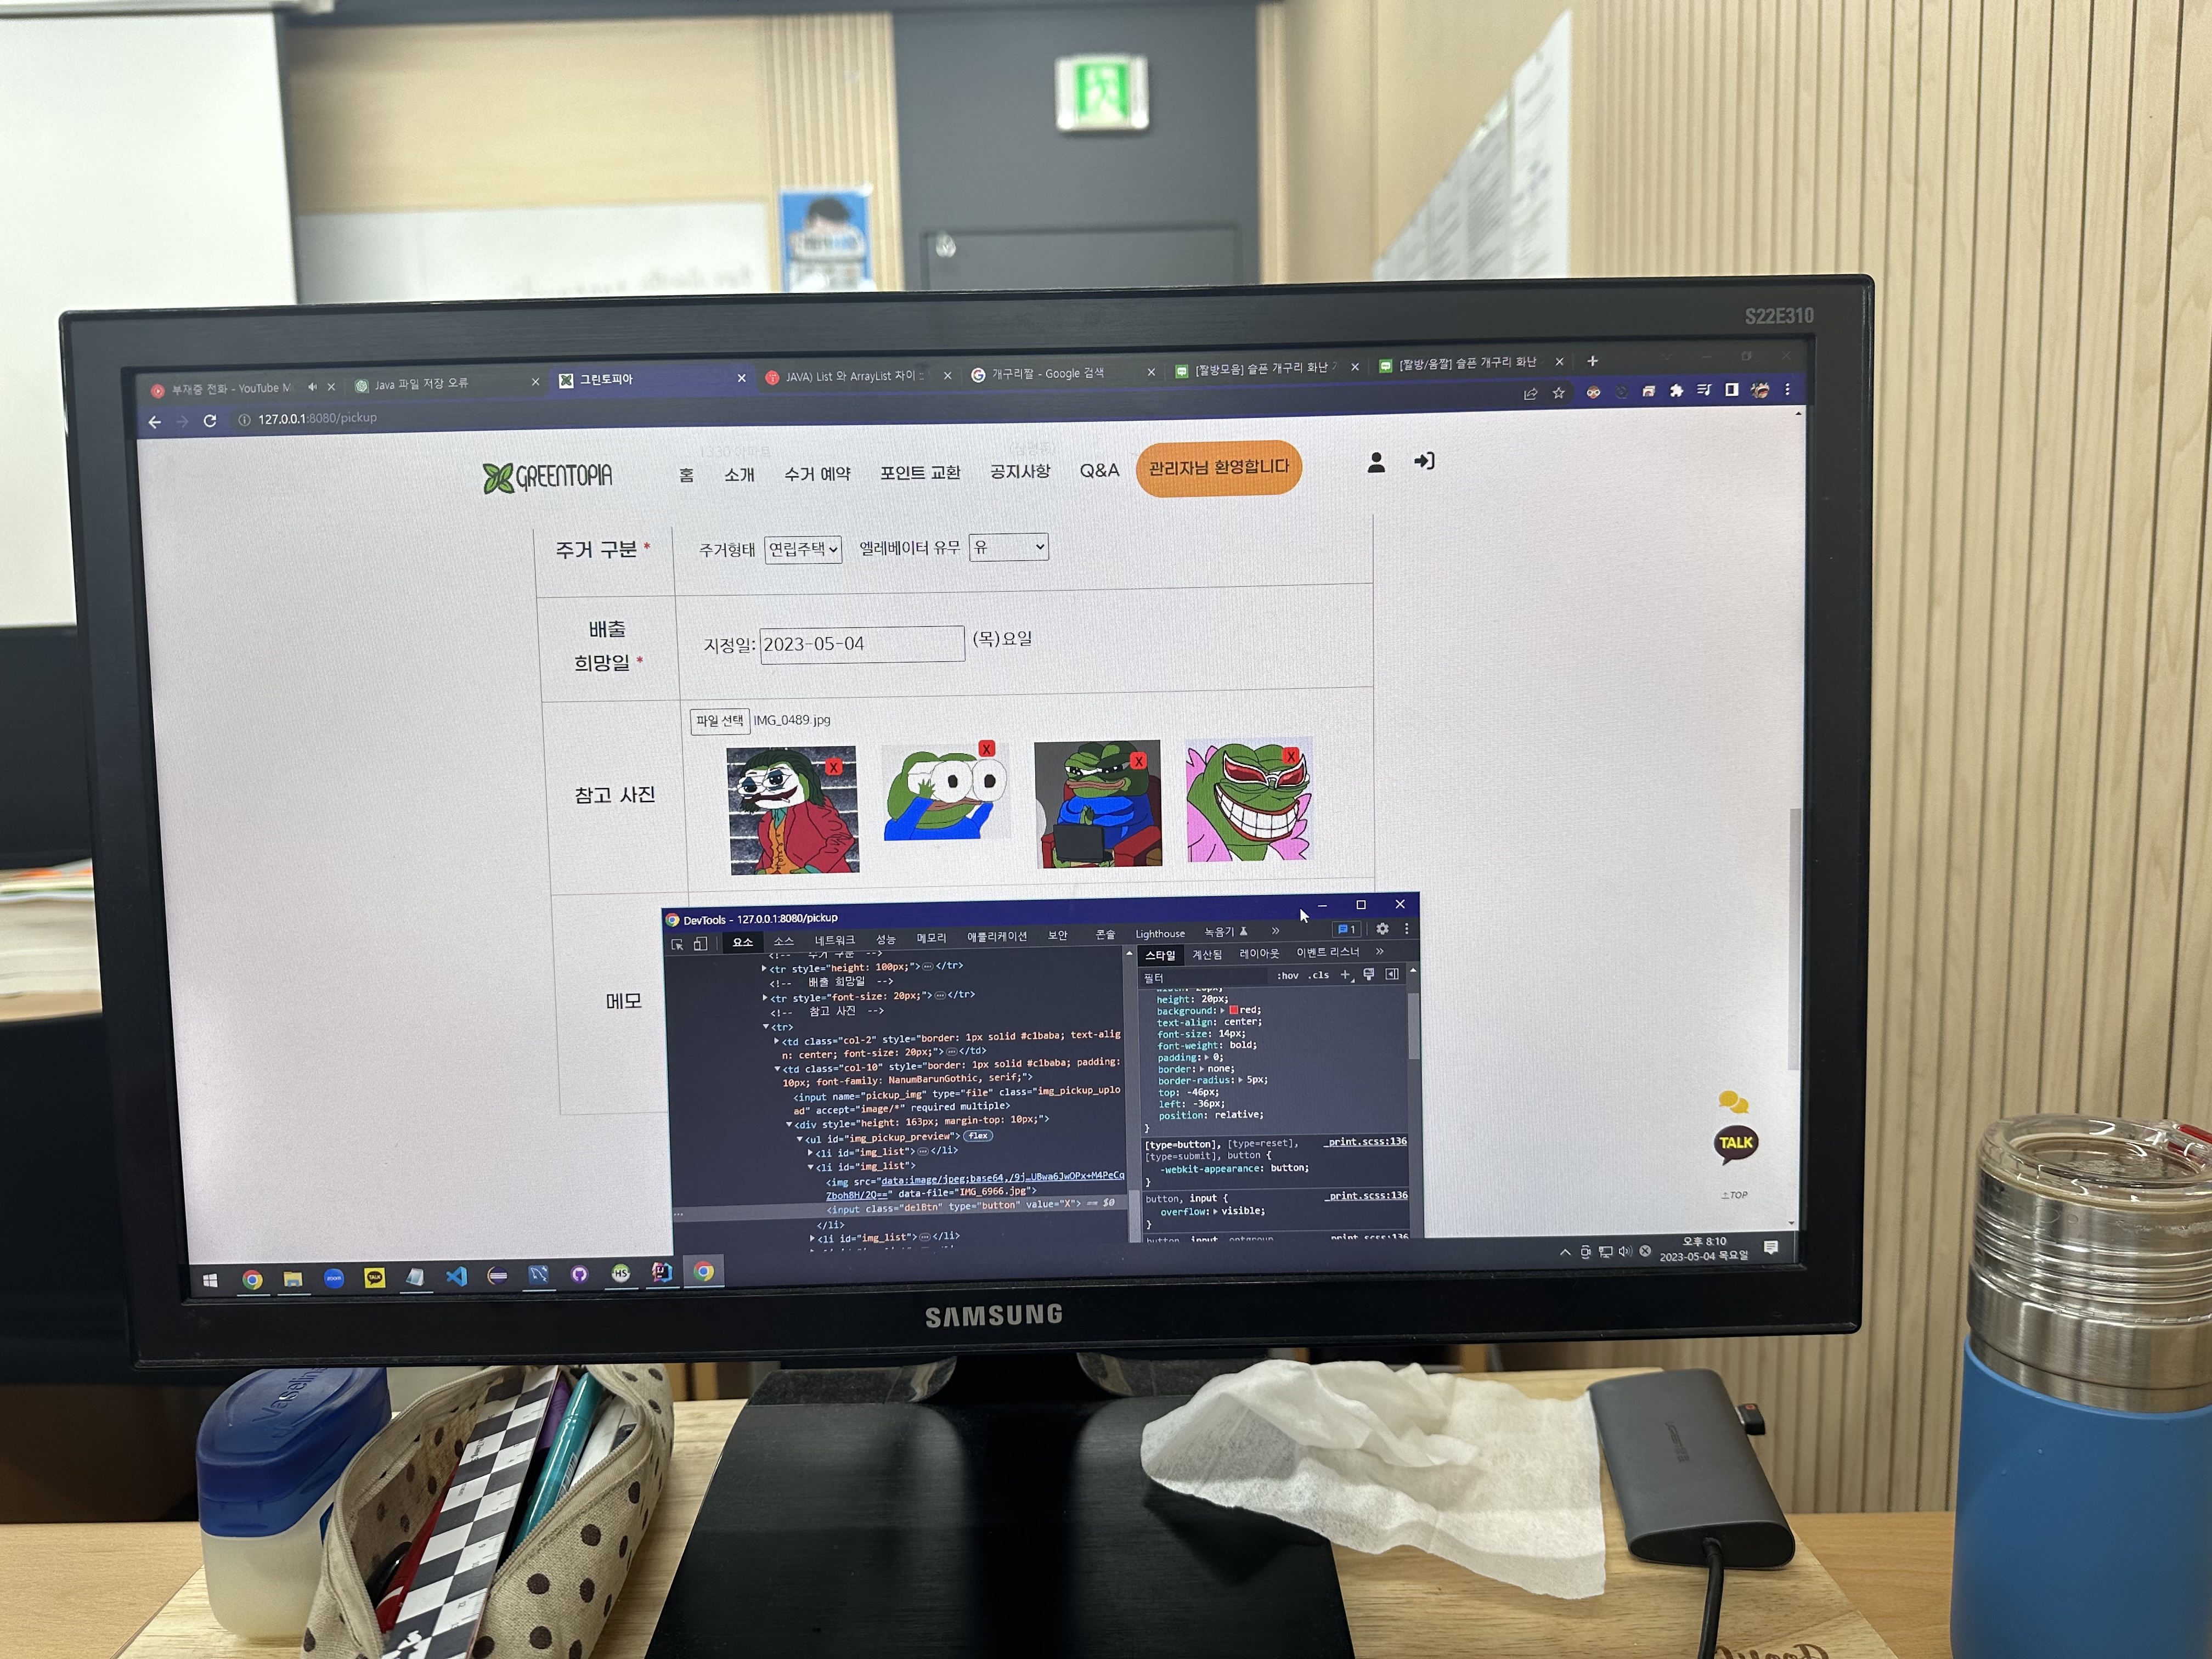 S22E310
부재중 전화 - YouTube M
Java 파일 저장 오류
그린토피아
JAVA) List 와 ArrayList 차이
개구리짤 - Google 검색
[짤방모음] 슬픈 개구리 화난
[짤방/움짤] 슬픈 개구리 화난
127.0.0.1:8080/pickup
GREENTOPIA
홈
소개
수거 예약
포인트 교환
공지사항
Q&A
관리자님 환영합니다
주거 구분 *
주거형태
연립주택
엘레베이터 유무
유
배출
희망일 *
지정일: 2023-05-04 (목)요일
참고 사진
파일 선택 IMG_0489.jpg
X
X
X
X
메모
DevTools - 127.0.0.1:8080/pickup
요소
소스
네트워크
성능
메모리
애플리케이션
보안
콘솔
Lighthouse
녹음기
»
1
<!-- 주거 구분 -->
<tr style="height: 100px;">…</tr>
<!-- 배출 희망일 -->
<tr style="font-size: 20px;">…</tr>
<!-- 참고 사진 -->
<tr>
<td class="col-2" style="border: 1px solid #c1baba; text-alig
n: center; font-size: 20px;">…</td>
<td class="col-10" style="border: 1px solid #c1baba; padding:
10px; font-family: NanumBarunGothic, serif;">
<input name="pickup_img" type="file" class="img_pickup_uplo
ad" accept="image/*" required multiple>
<div style="height: 163px; margin-top: 10px;">
<ul id="img_pickup_preview"> flex
<li id="img_list">…</li>
<li id="img_list">
<img src="data:image/jpeg;base64,/9j…UBwa6JwOPx+M4PeCq
Zboh8H/2Q==" data-file="IMG_6966.jpg">
<input class="delBtn" type="button" value="X"> == $0
</li>
<li id="img_list">…</li>
스타일
계산됨
레이아웃
이벤트 리스너
»
필터
:hov .cls +
height: 20px;
background: red;
text-align: center;
font-size: 14px;
font-weight: bold;
padding: 0;
border: none;
border-radius: 5px;
top: -46px;
left: -36px;
position: relative;
}
[type=button], [type=reset], _print.scss:136
[type=submit], button {
-webkit-appearance: button;
}
button, input { _print.scss:136
overflow: visible;
}
TALK
TOP
오후 8:10
2023-05-04 목요일
zoom
TALK
HS
SAMSUNG
Vaseline